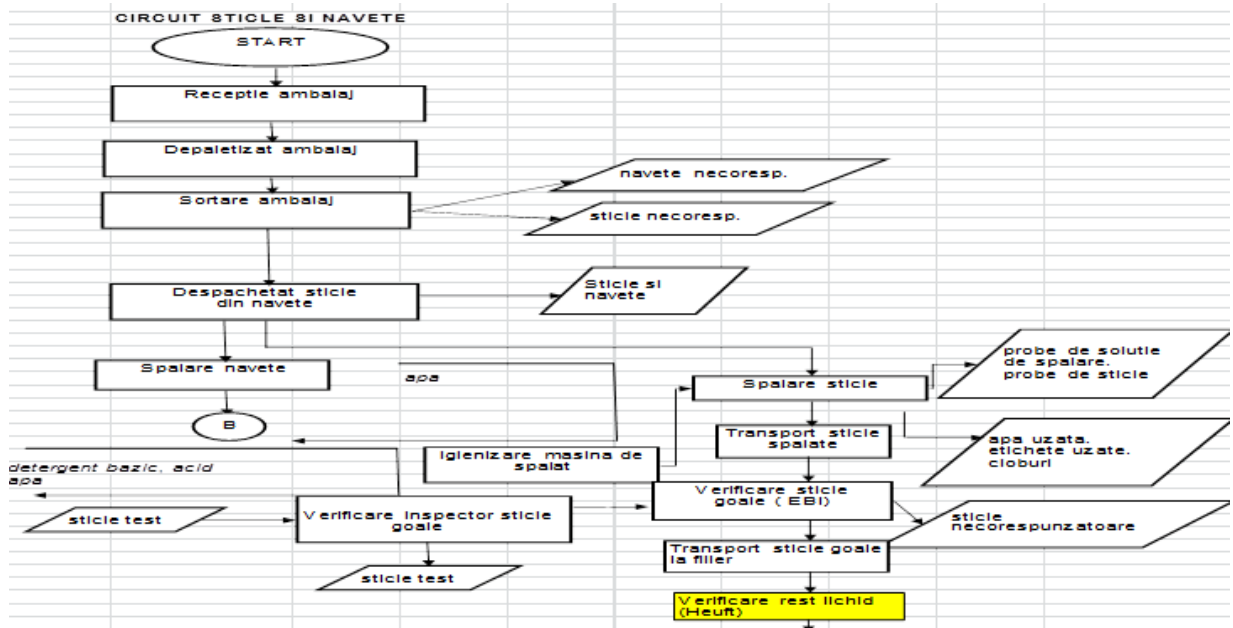 CIRCUIT STICLE SI NAVETE
START
Receptie ambalaj
Depaletizat ambalaj
Sortare ambalaj
navete necoresp.
sticle necoresp.
Despachetat sticle
din navete
Sticle si
navete
Spalare navete
apa
Spalare sticle
probe de solutie
de spalare.
probe de sticle
B
Transport sticle
spalate
apa uzata.
etichete uzate.
cioburi
Igienizare masina de
spalat
detergent bazic, acid
apa
sticle test
Verificare inspector sticle
goale
sticle test
Verificare sticle
goale ( EBI)
sticle
necorespunzatoare
Transport sticle goale
la filler
Verificare rest lichid
(Heuft)